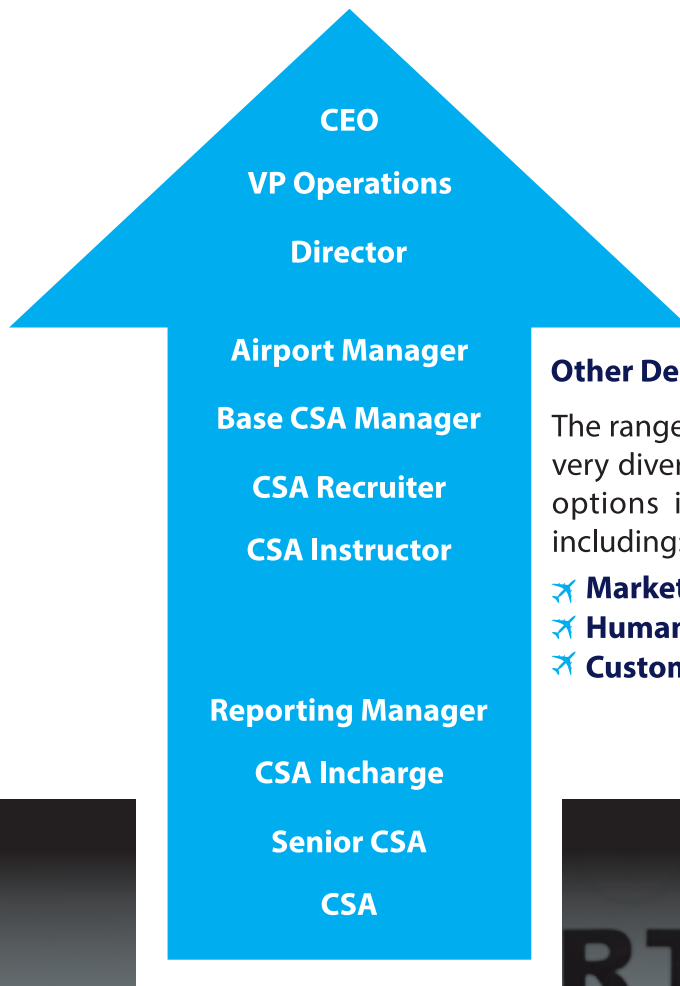 CEO
VP Operations
Director
Airport Manager
Base CSA Manager
CSA Recruiter
CSA Instructor
Reporting Manager
CSA Incharge
Senior CSA
CSA
Other De
The range
very diver
options i
including:
Market
Human
Custom
RT